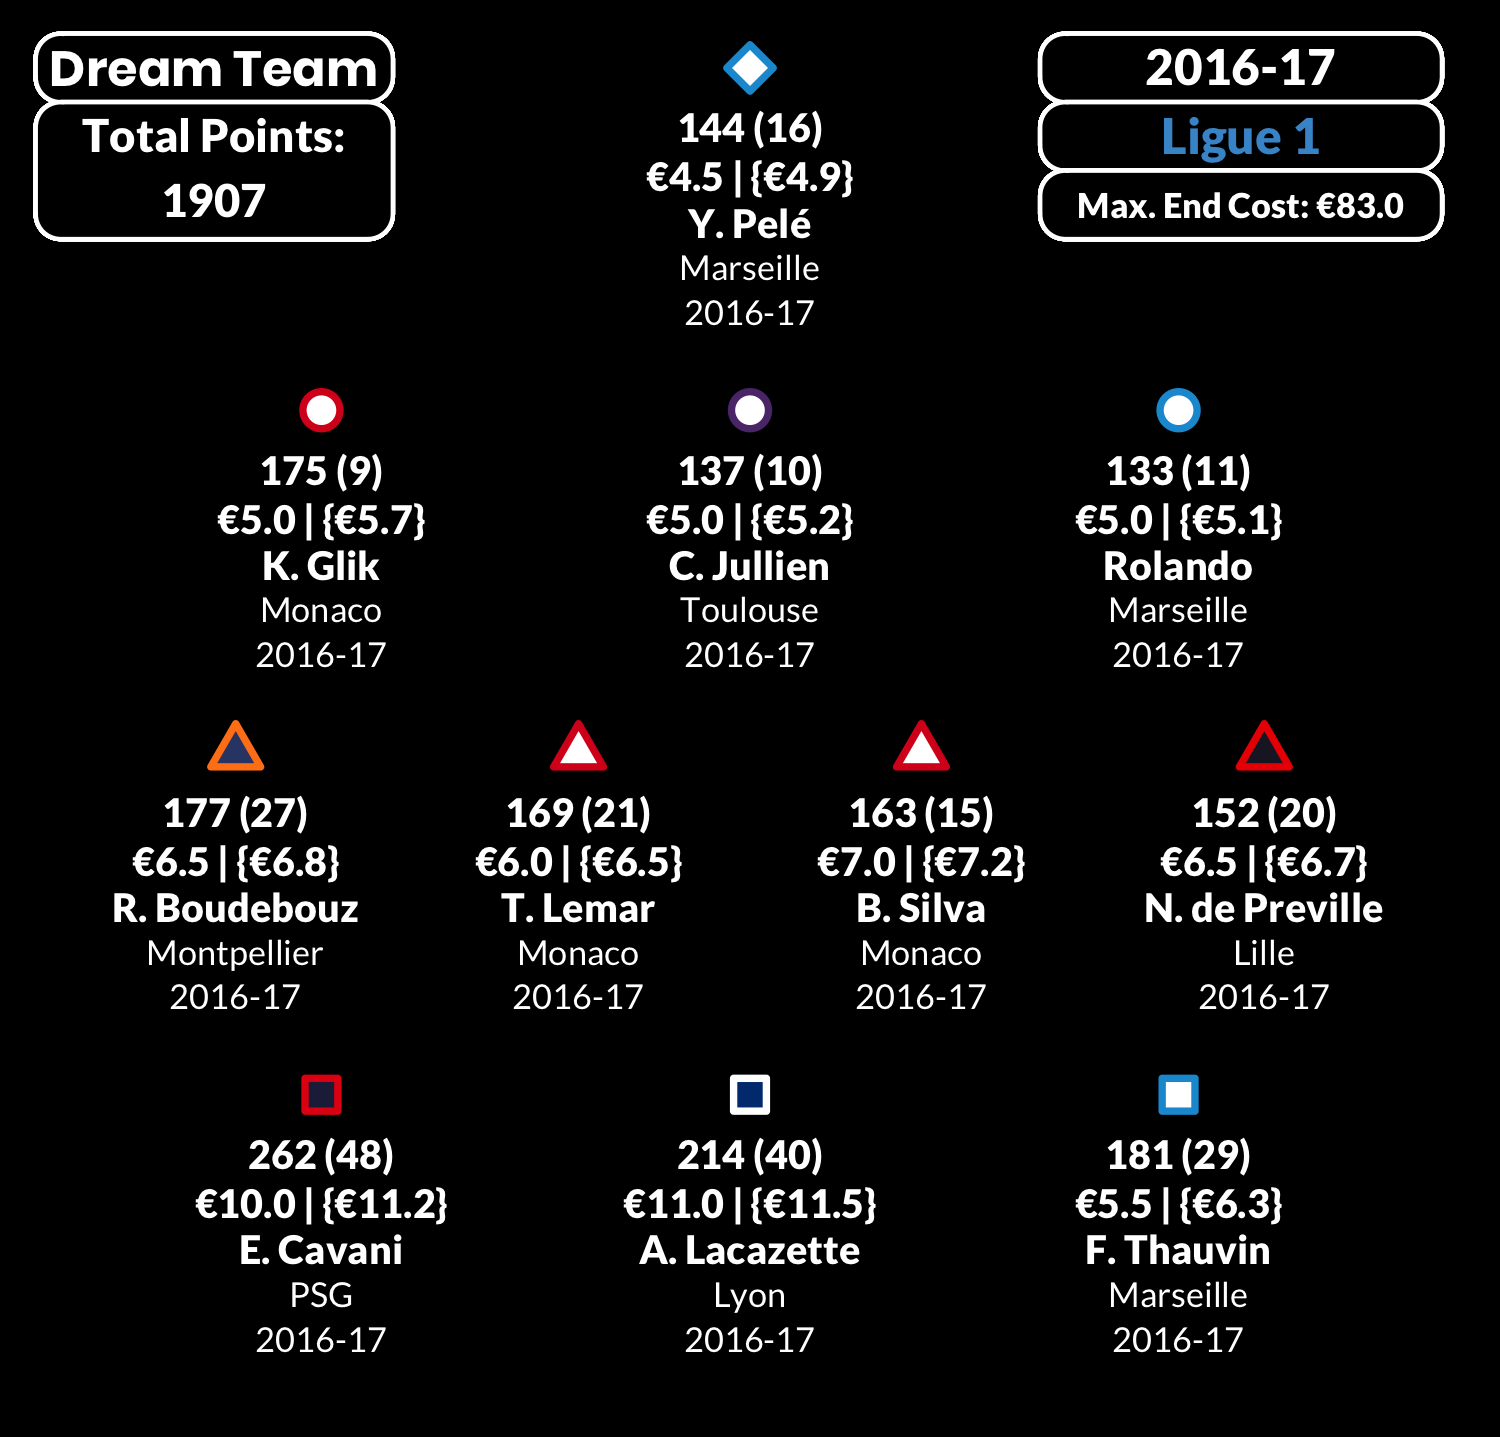 Dream Team
Total Points:
1907
2016-17
Ligue 1
Max. End Cost: €83.0
144 (16)
€4.5 | {€4.9}
Y. Pelé
Marseille
2016-17
175 (9)
€5.0 | {€5.7}
K. Glik
Monaco
2016-17
137 (10)
€5.0 | {€5.2}
C. Jullien
Toulouse
2016-17
133 (11)
€5.0 | {€5.1}
Rolando
Marseille
2016-17
177 (27)
€6.5 | {€6.8}
R. Boudebouz
Montpellier
2016-17
169 (21)
€6.0 | {€6.5}
T. Lemar
Monaco
2016-17
163 (15)
€7.0 | {€7.2}
B. Silva
Monaco
2016-17
152 (20)
€6.5 | {€6.7}
N. de Preville
Lille
2016-17
262 (48)
€10.0 | {€11.2}
E. Cavani
PSG
2016-17
214 (40)
€11.0 | {€11.5}
A. Lacazette
Lyon
2016-17
181 (29)
€5.5 | {€6.3}
F. Thauvin
Marseille
2016-17